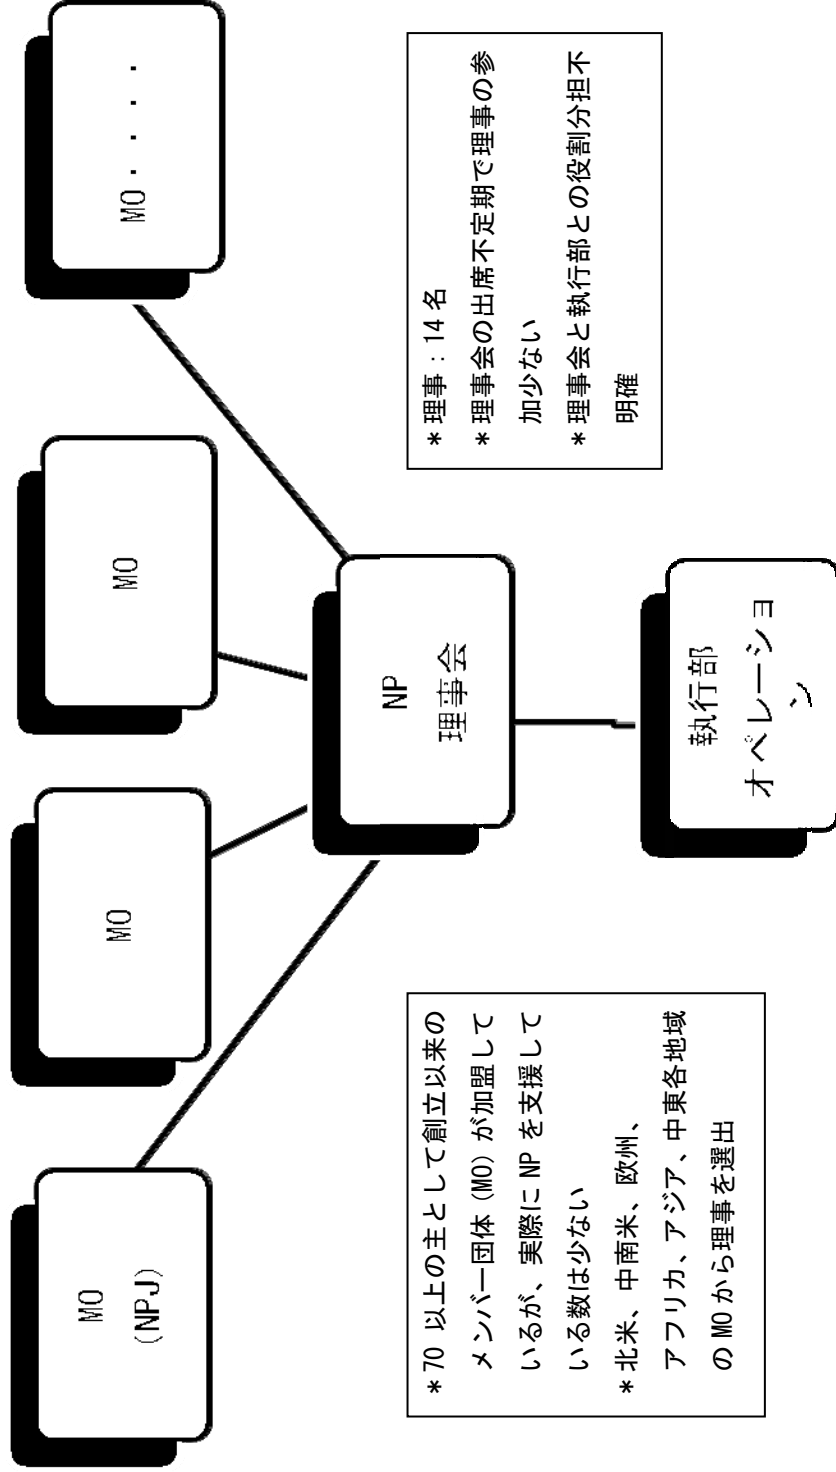 MO
(NPJ)
MO
MO
MO・・・・
NP
理事会
*70 以上の主として創立以来の
メンバー団体 (MO) が加盟して
いるが、実際に NP を支援して
いる数は少ない
*北米、中南米、欧州、
アフリカ、アジア、中東各地域
の MO から理事を選出
*理事：14 名
*理事会の出席不定期で理事の参
加少ない
*理事会と執行部との役割分担不
明確
執行部
オペレーショ
ン